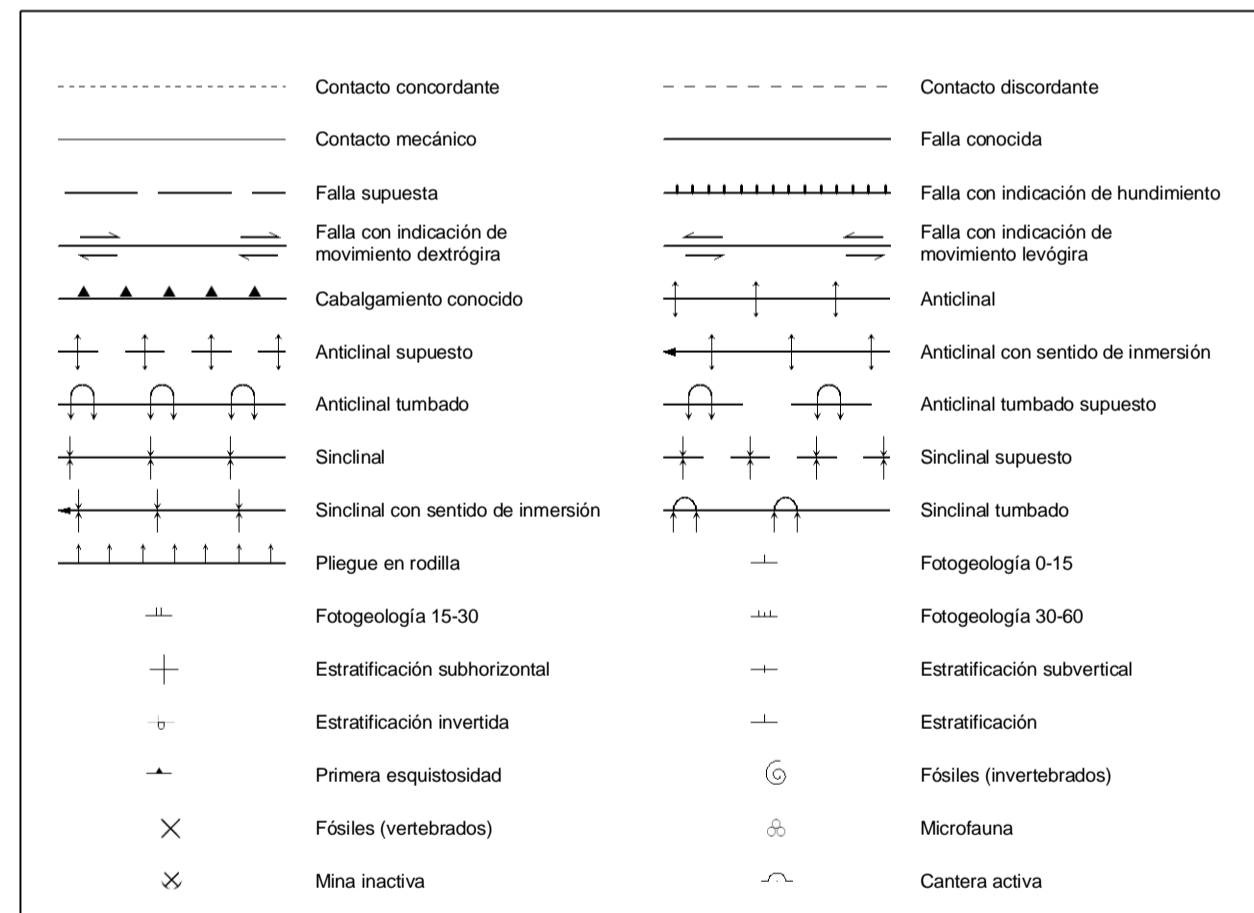 Contacto concordante
Contacto discordante
Contacto mecánico
Falla conocida
Falla supuesta
Falla con indicación de hundimiento
Falla con indicación de
movimiento dextrógira
Falla con indicación de
movimiento levógira
Cabalgamiento conocido
Anticlinal
Anticlinal supuesto
Anticlinal con sentido de inmersión
Anticlinal tumbado
Anticlinal tumbado supuesto
Sinclinal
Sinclinal supuesto
Sinclinal con sentido de inmersión
Sinclinal tumbado
Pliegue en rodilla
Fotogeología 0-15
Fotogeología 15-30
Fotogeología 30-60
Estratificación subhorizontal
Estratificación subvertical
Estratificación invertida
Estratificación
Primera esquistosidad
Fósiles (invertebrados)
Fósiles (vertebrados)
Microfauna
Mina inactiva
Cantera activa